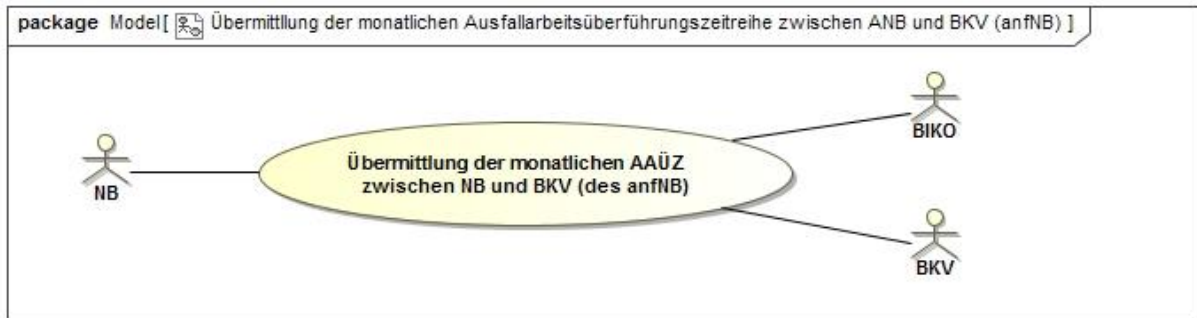 package Model[ Übermittllung der monatlichen Ausfallarbeitsüberführungszeitreihe zwischen ANB und BKV (anfNB) ]
BIKO
Übermittlung der monatlichen AAÜZ
zwischen NB und BKV (des anfNB)
NB
BKV